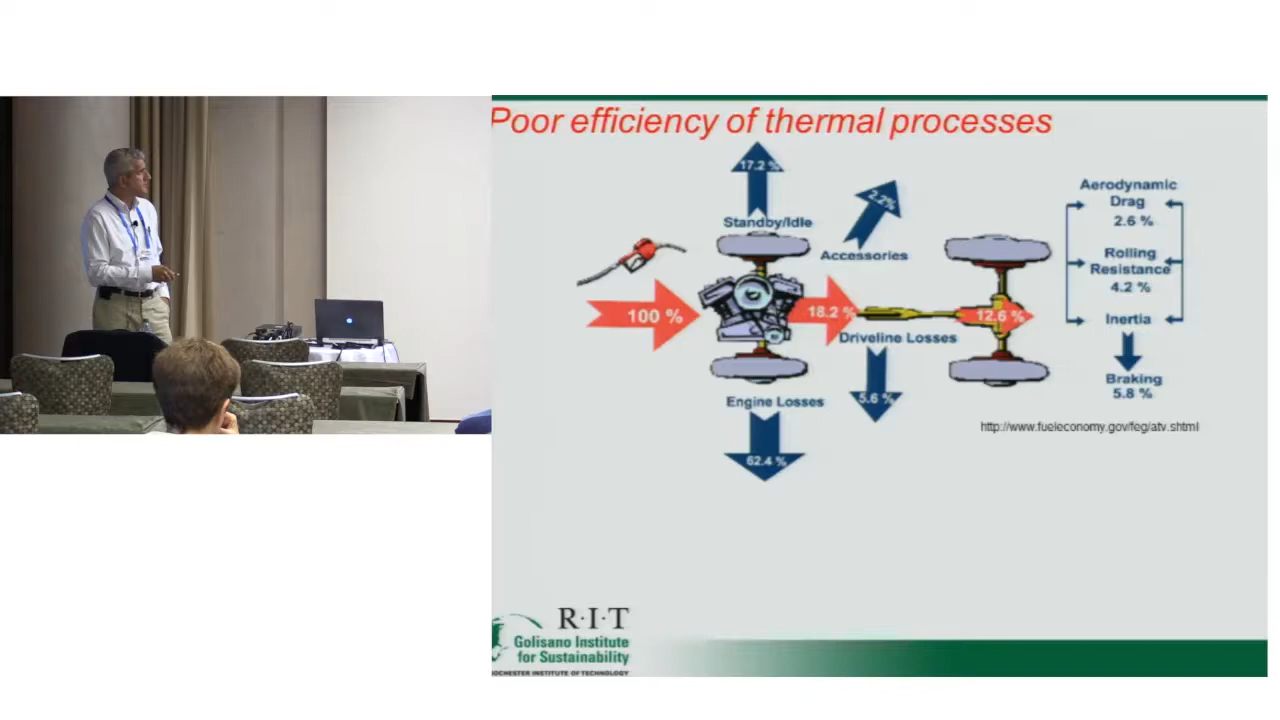 Poor efficiency of thermal processes
17.2 %
2.2%
Standby/Idle
Accessories
Aerodynamic
Drag
2.6 %
Rolling
Resistance
4.2 %
Inertia
Braking
5.8 %
100 %
18.2 %
12.6 %
Driveline Losses
5.6 %
Engine Losses
62.4 %
http://www.fueleconomy.gov/feg/atv.shtml
R·I·T
Golisano Institute
for Sustainability
ROCHESTER INSTITUTE OF TECHNOLOGY